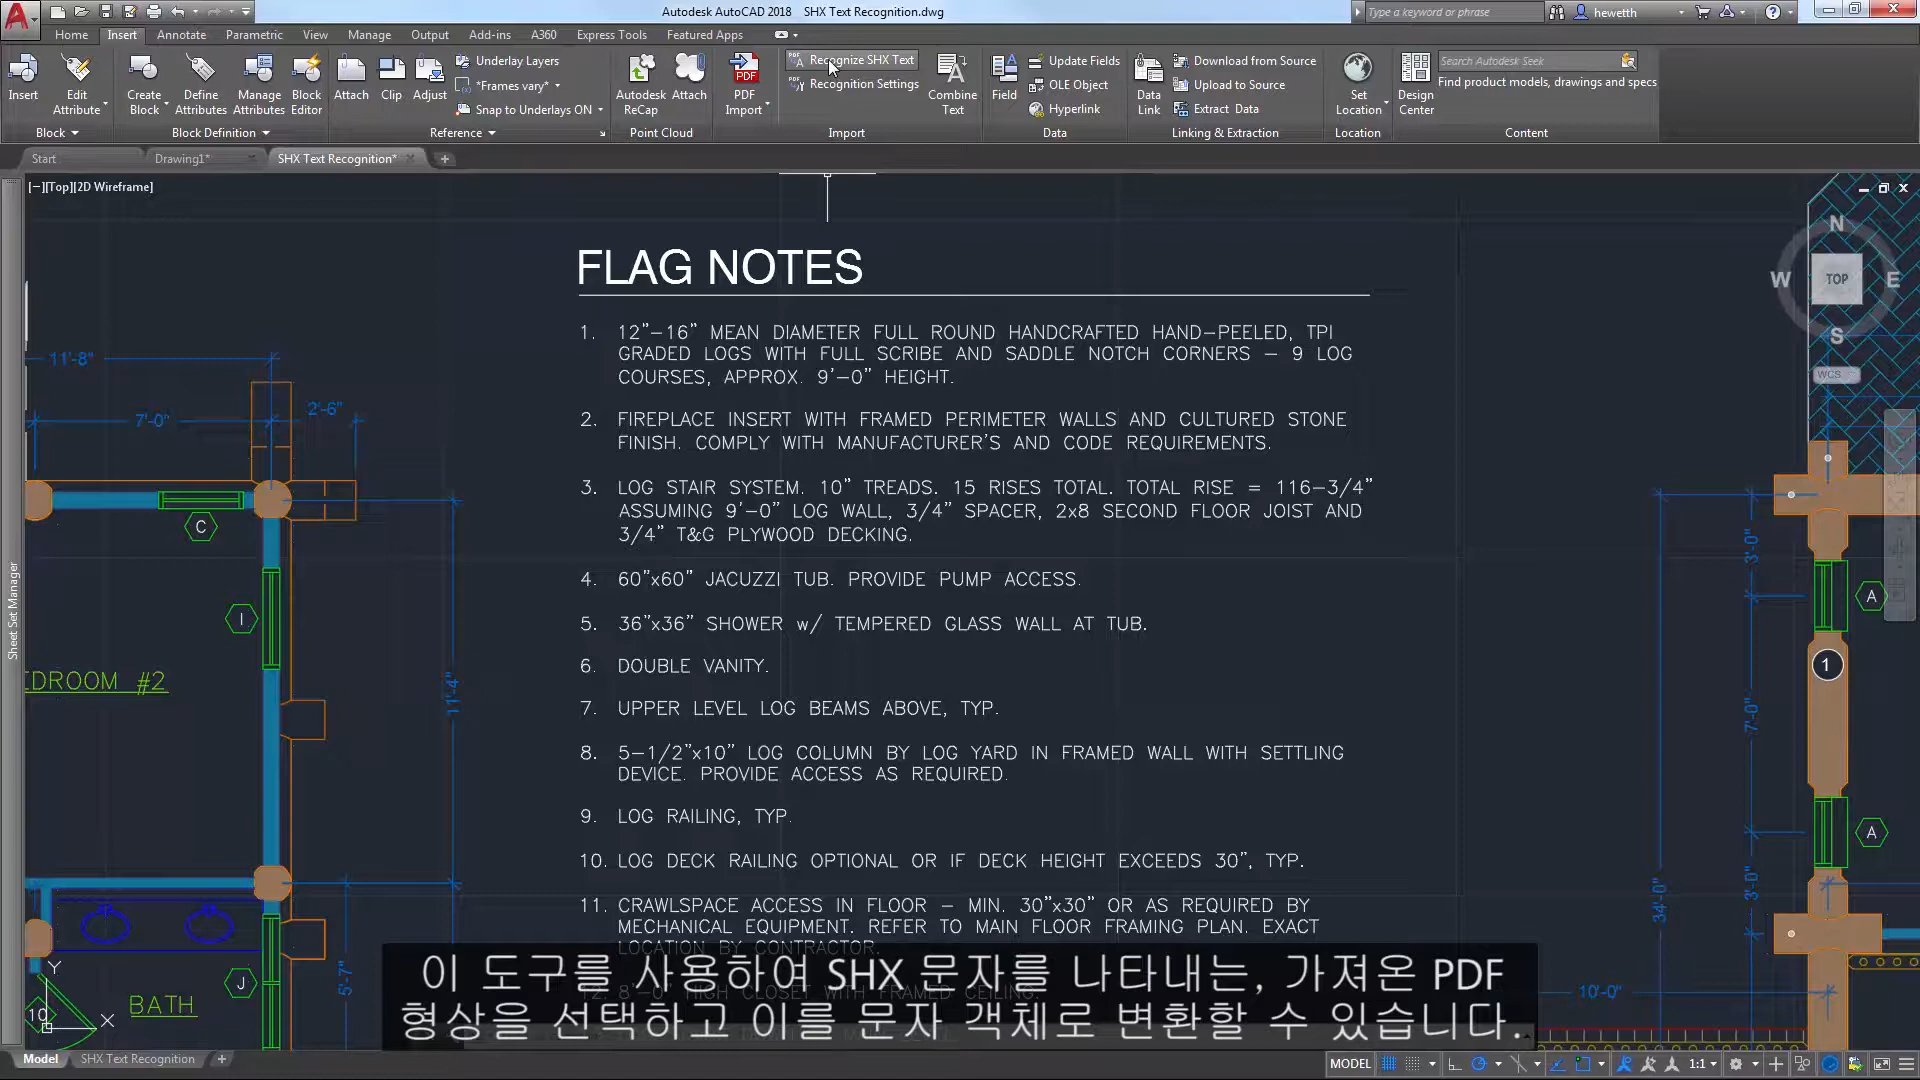 Autodesk AutoCAD 2018 SHX Text Recognition.dwg
Type a keyword or phrase
hewetth
Home Insert Annotate Parametric View Manage Output Add-ins A360 Express Tools Featured Apps
Insert
Edit Attribute
Block
Create Block
Define Attributes
Manage Attributes
Block Editor
Block Definition
Attach
Clip
Adjust
Underlay Layers
*Frames vary*
Snap to Underlays ON
Reference
Autodesk ReCap
Attach
Point Cloud
PDF
PDF Import
Recognize SHX Text
Recognition Settings
Combine Text
Import
Field
Update Fields
OLE Object
Hyperlink
Data
Data Link
Download from Source
Upload to Source
Extract Data
Linking & Extraction
Set Location
Location
Design Center
Search Autodesk Seek
Find product models, drawings and specs
Content
Start Drawing1* SHX Text Recognition*
[−][Top][2D Wireframe]
Sheet Set Manager
N
W TOP E
S
WCS
FLAG NOTES
1. 12"-16" MEAN DIAMETER FULL ROUND HANDCRAFTED HAND-PEELED, TPI
GRADED LOGS WITH FULL SCRIBE AND SADDLE NOTCH CORNERS - 9 LOG
COURSES, APPROX. 9'-0" HEIGHT.
2. FIREPLACE INSERT WITH FRAMED PERIMETER WALLS AND CULTURED STONE
FINISH. COMPLY WITH MANUFACTURER'S AND CODE REQUIREMENTS.
3. LOG STAIR SYSTEM. 10" TREADS. 15 RISES TOTAL. TOTAL RISE = 116-3/4"
ASSUMING 9'-0" LOG WALL, 3/4" SPACER, 2x8 SECOND FLOOR JOIST AND
3/4" T&G PLYWOOD DECKING.
4. 60"x60" JACUZZI TUB. PROVIDE PUMP ACCESS.
5. 36"x36" SHOWER w/ TEMPERED GLASS WALL AT TUB.
6. DOUBLE VANITY.
7. UPPER LEVEL LOG BEAMS ABOVE, TYP.
8. 5-1/2"x10" LOG COLUMN BY LOG YARD IN FRAMED WALL WITH SETTLING
DEVICE. PROVIDE ACCESS AS REQUIRED.
9. LOG RAILING, TYP.
10. LOG DECK RAILING OPTIONAL OR IF DECK HEIGHT EXCEEDS 30", TYP.
11. CRAWLSPACE ACCESS IN FLOOR - MIN. 30"x30" OR AS REQUIRED BY
MECHANICAL EQUIPMENT. REFER TO MAIN FLOOR FRAMING PLAN. EXACT
LOCATION BY CONTRACTOR.
12. 8'-0" HIGH CLOSET WITH FRAMED CEILING.
11'-8"
7'-0"
2'-6"
C
I
EDROOM #2
11'-4"
J
BATH
5'-7"
Y
X
10
3'-0"
A
1
7'-0"
A
3'-0"
34'-0"
10'-0"
이 도구를 사용하여 SHX 문자를 나타내는, 가져온 PDF
형상을 선택하고 이를 문자 객체로 변환할 수 있습니다.
Model SHX Text Recognition
MODEL 1:1